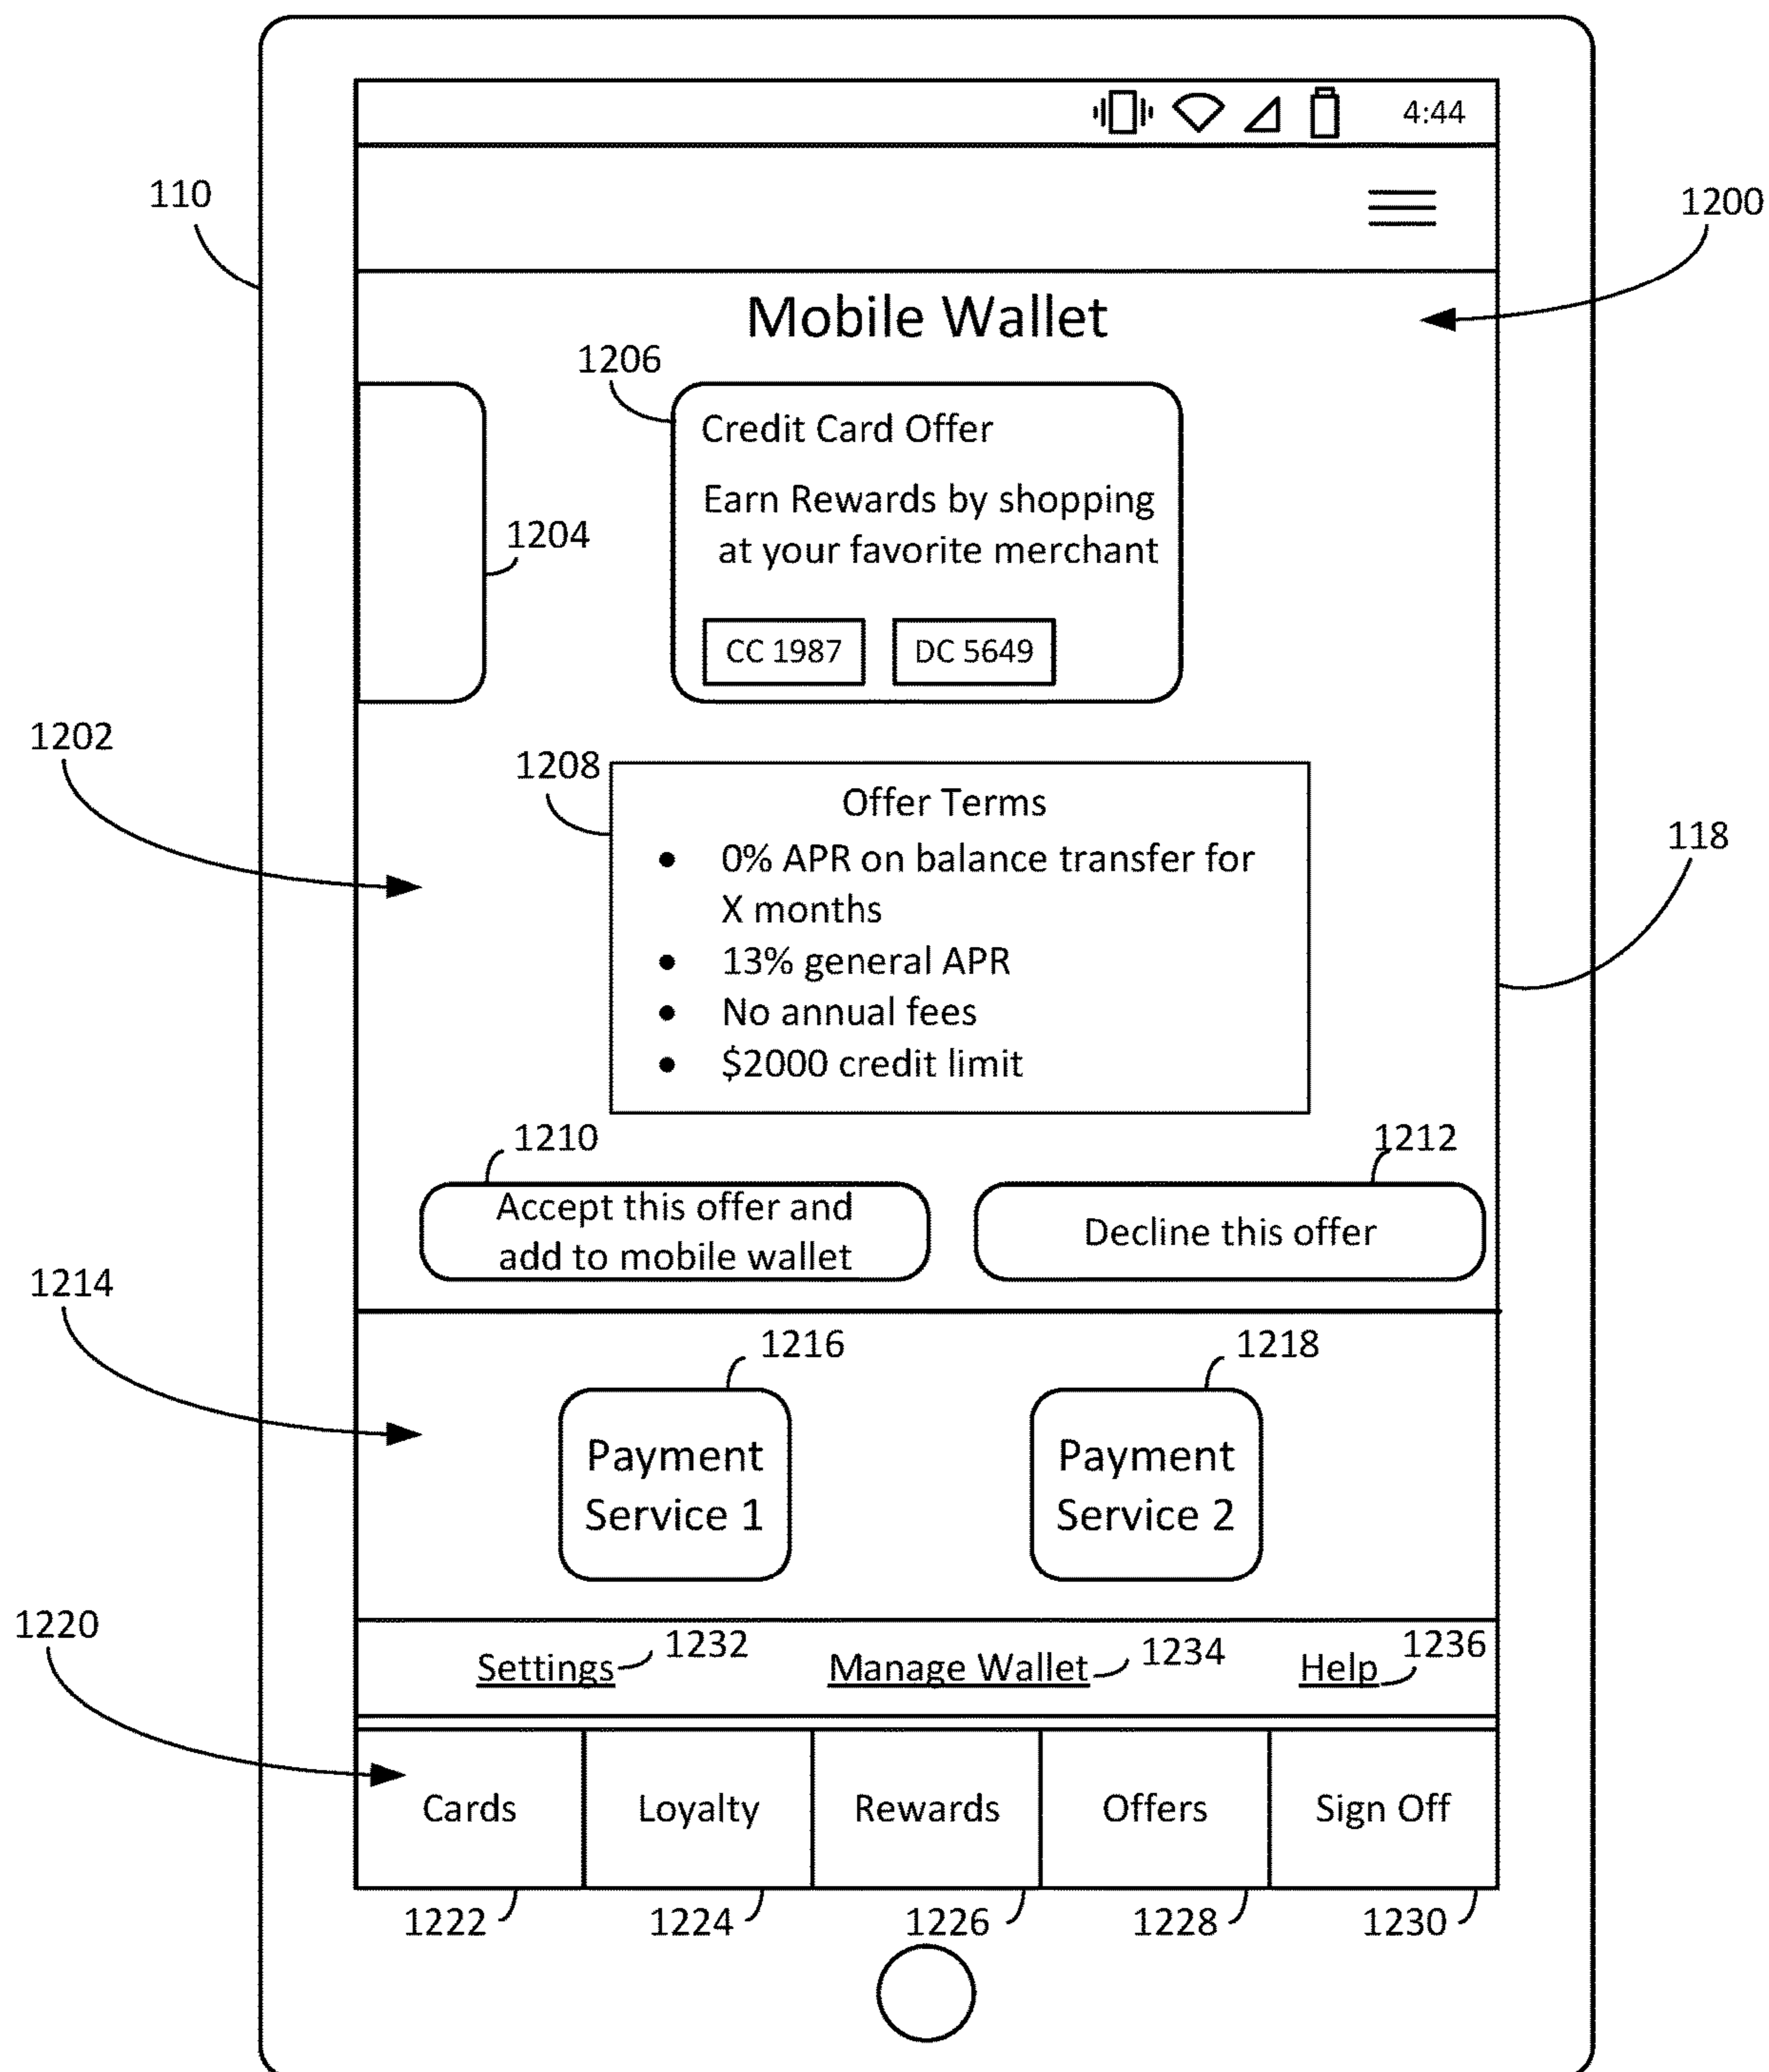 4:44
110
1200
Mobile Wallet
1206
Credit Card Offer
Earn Rewards by shopping
at your favorite merchant
1204
CC 1987
DC 5649
1202
1208
Offer Terms
118
• 0% APR on balance transfer for
X months
• 13% general APR
• No annual fees
• $2000 credit limit
1210
1212
Accept this offer and
add to mobile wallet
Decline this offer
1214
1216
1218
Payment
Service 1
Payment
Service 2
1220
Settings
1232
Manage Wallet
1234
Help
1236
Cards
Loyalty
Rewards
Offers
Sign Off
1222
1224
1226
1228
1230